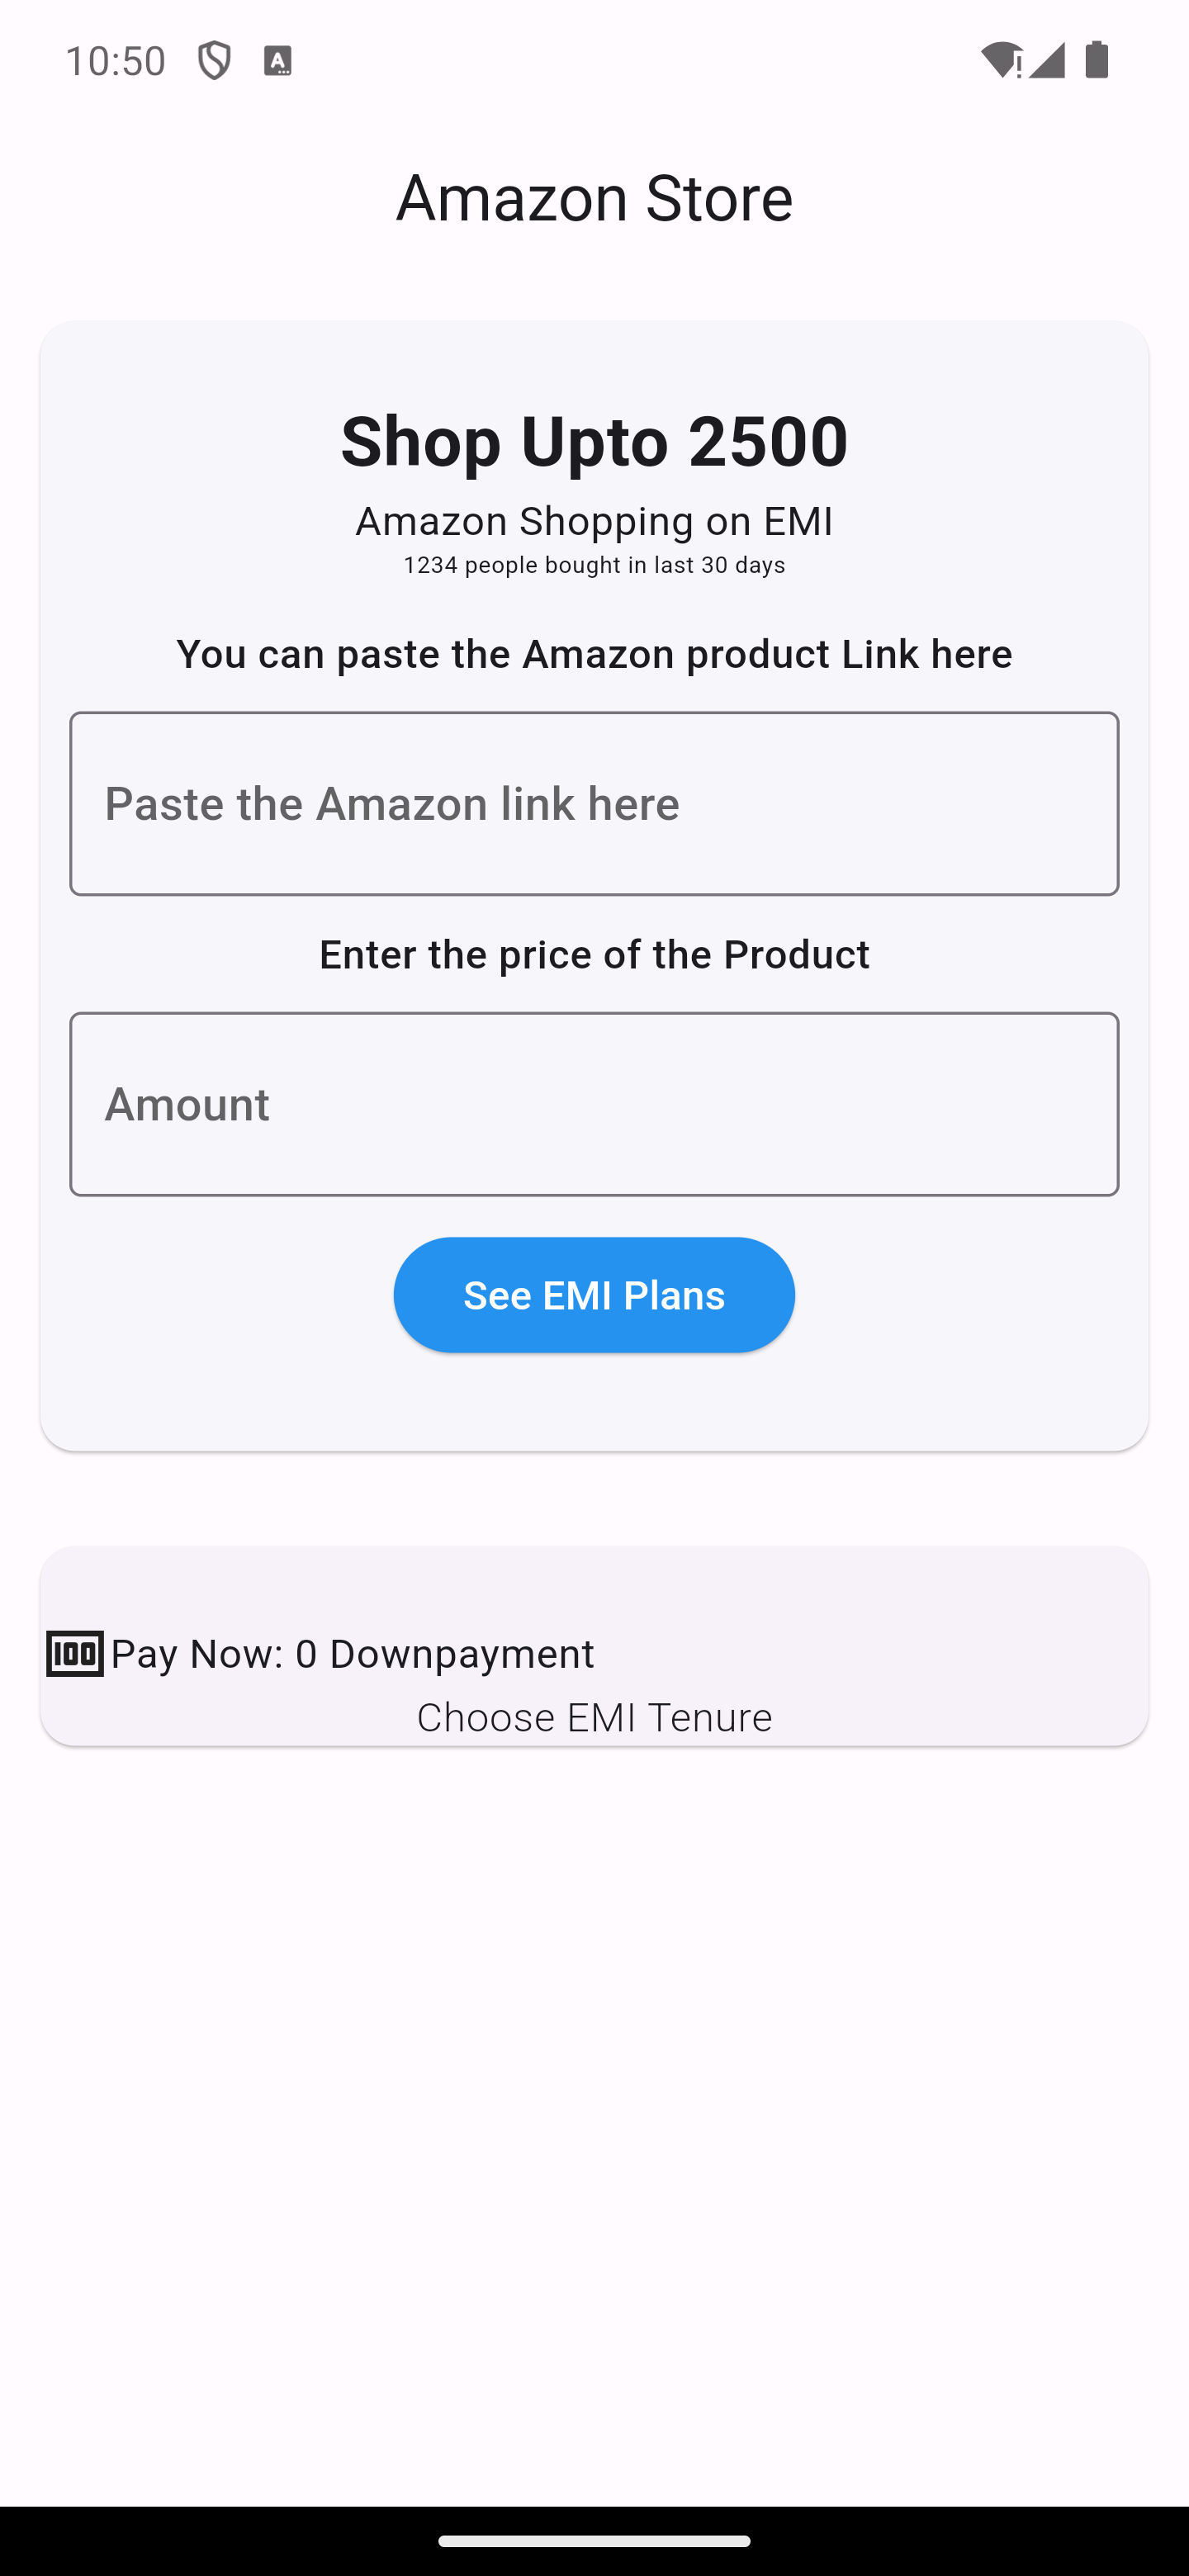 10:50
Amazon Store
Shop Upto 2500
Amazon Shopping on EMI
1234 people bought in last 30 days
You can paste the Amazon product Link here
Paste the Amazon link here
Enter the price of the Product
Amount
See EMI Plans
100 Pay Now: 0 Downpayment
Choose EMI Tenure